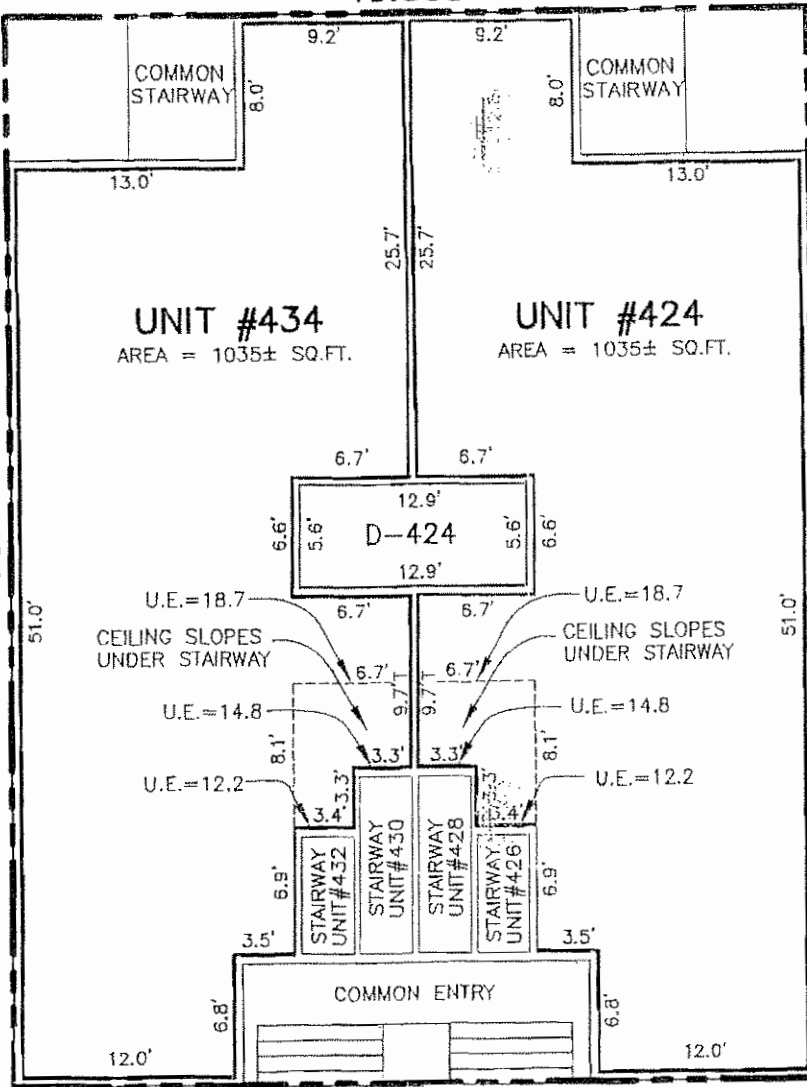 9.2'
9.2'
COMMON
STAIRWAY
8.0'
8.0'
COMMON
STAIRWAY
13.0'
13.0'
25.7'
25.7'
UNIT #434
AREA = 1035± SQ.FT.
UNIT #424
AREA = 1035± SQ.FT.
6.7'
6.7'
12.9'
6.6'
5.6'
D-424
5.6'
6.6'
12.9'
6.7'
6.7'
51.0'
51.0'
U.E.=18.7
U.E.=18.7
CEILING SLOPES
UNDER STAIRWAY
CEILING SLOPES
UNDER STAIRWAY
6.7'
9.7'
9.7'
6.7'
U.E.=14.8
U.E.=14.8
8.1'
8.1'
3.3'
3.3'
U.E.=12.2
U.E.=12.2
3.3'
3.3'
3.4'
3.4'
STAIRWAY
UNIT#432
STAIRWAY
UNIT#430
STAIRWAY
UNIT#428
STAIRWAY
UNIT#426
6.9'
6.9'
3.5'
3.5'
COMMON ENTRY
6.8'
6.8'
12.0'
12.0'